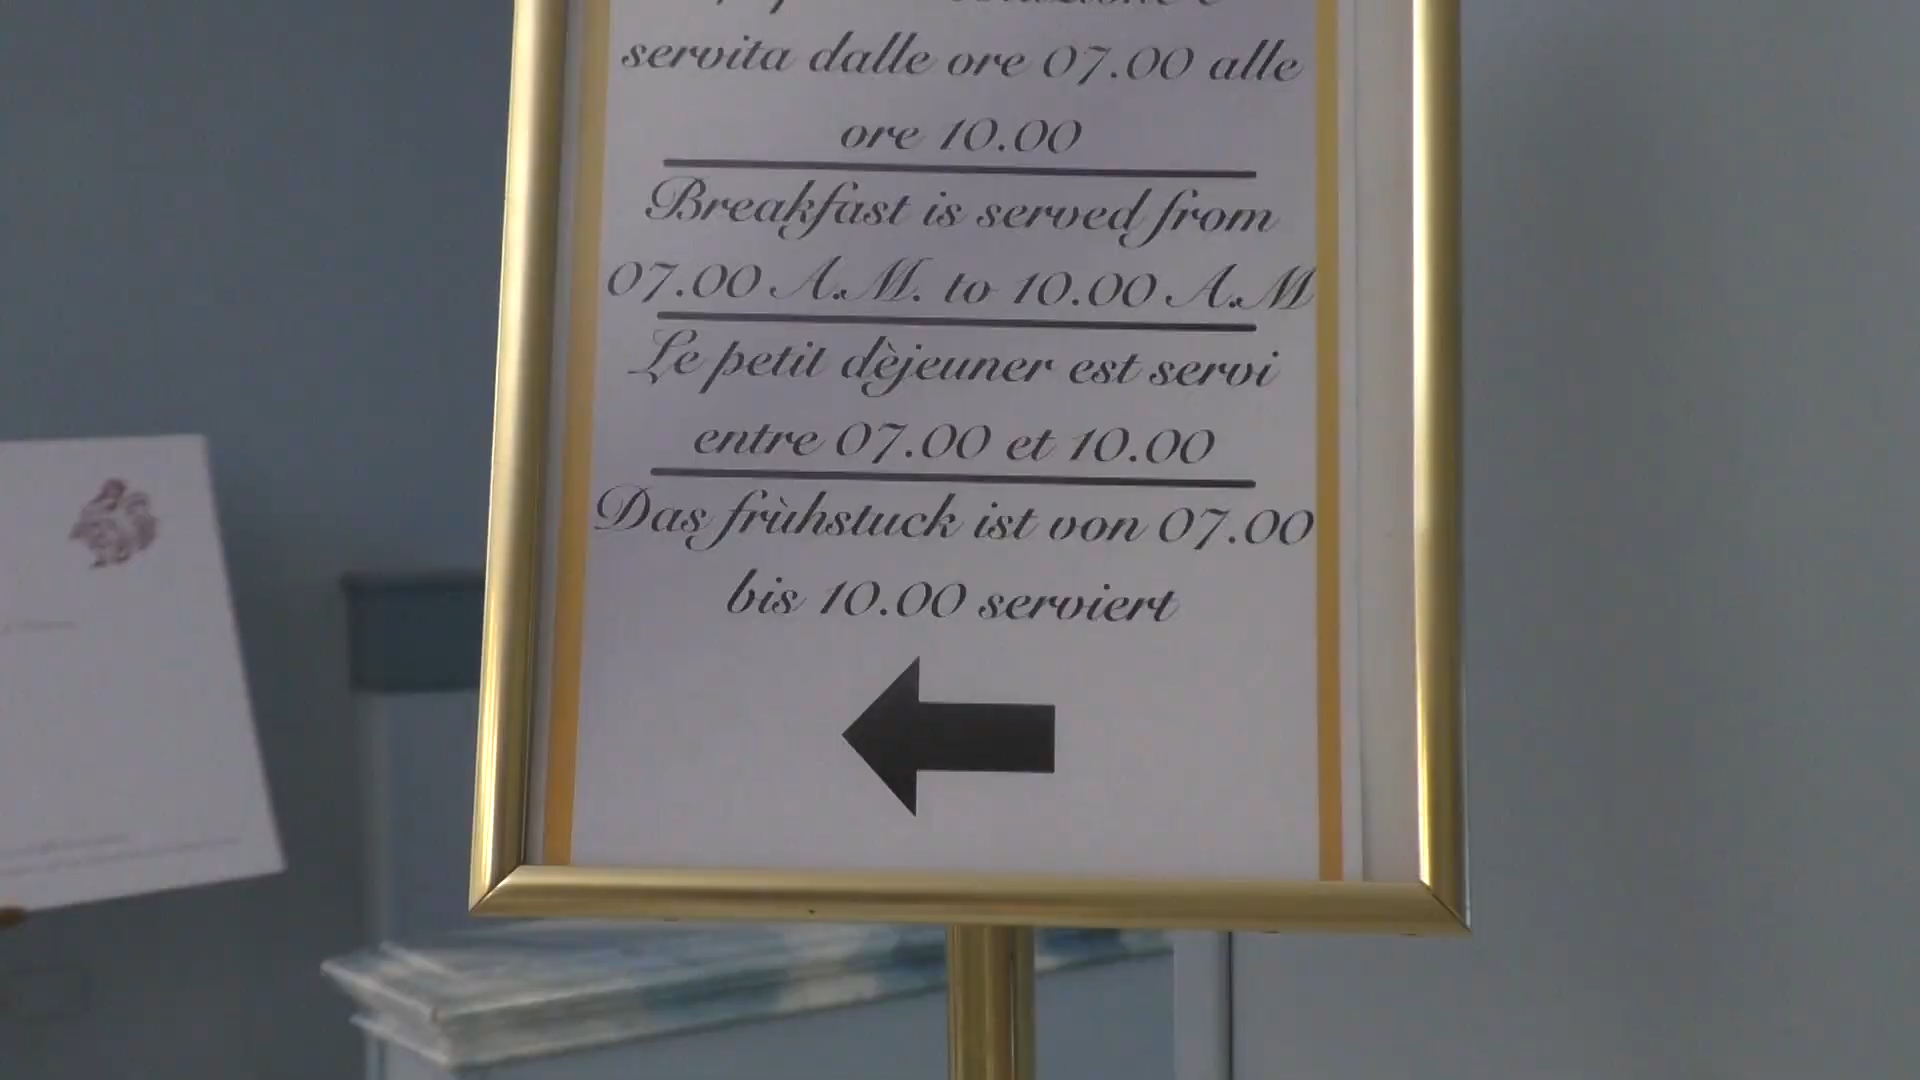 servita dalle ore 07.00 alle
ore 10.00
Breakfast is served from
07.00 A.M. to 10.00 A.M
Le petit dèjeuner est servi
entre 07.00 et 10.00
Das frùhstuck ist von 07.00
bis 10.00 serviert